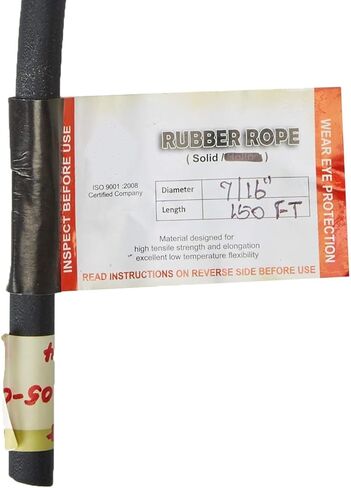 INSPECT BEFORE USE
RUBBER ROPE
( Solid / )
ISO 9001 :2008
Certified Company
Diameter 7/16"
Length 150 FT
Material designed for
high tensile strength and elongation
excellent low temperature flexibility
READ INSTRUCTIONS ON REVERSE SIDE BEFORE USE
WEAR EYE PROTECTION